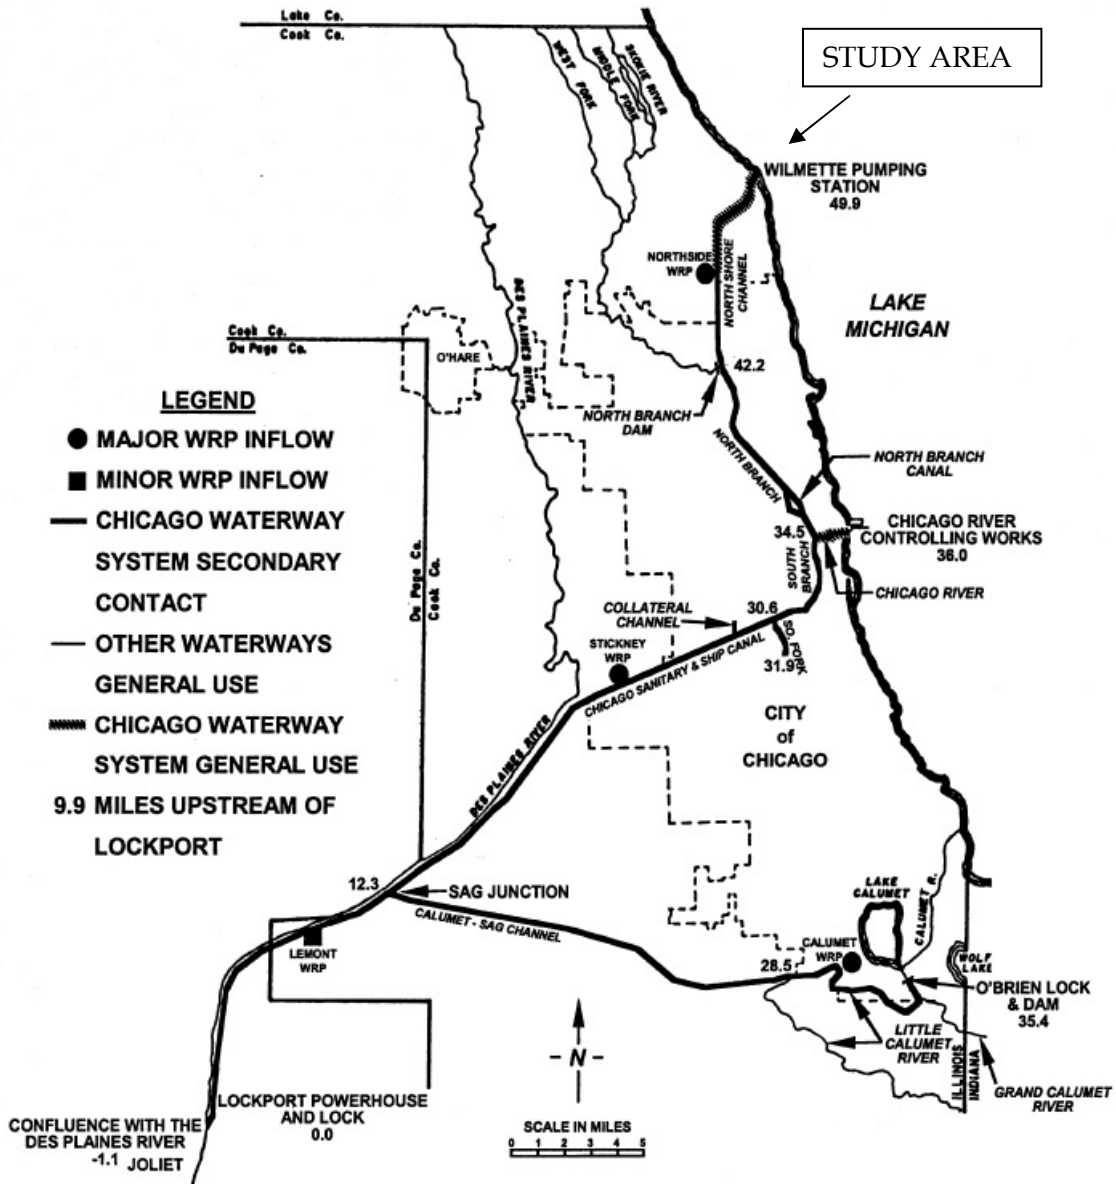 Lake Co.
Cook Co.
STUDY AREA
WEST FORK
MIDDLE FORK
SKOKIE RIVER
WILMETTE PUMPING
STATION
49.9
NORTHSIDE
WRP
NORTH SHORE
CHANNEL
LAKE
MICHIGAN
DES PLAINES RIVER
DES PLAINES RIVER
Cook Co.
Du Page Co.
O'HARE
42.2
NORTH BRANCH
DAM
LEGEND
MAJOR WRP INFLOW
MINOR WRP INFLOW
CHICAGO WATERWAY
SYSTEM SECONDARY
CONTACT
OTHER WATERWAYS
GENERAL USE
CHICAGO WATERWAY
SYSTEM GENERAL USE
9.9 MILES UPSTREAM OF
LOCKPORT
NORTH BRANCH
NORTH BRANCH
CANAL
34.5
CHICAGO RIVER
CONTROLLING WORKS
36.0
SOUTH
BRANCH
CHICAGO RIVER
Du Page Co.
Cook Co.
COLLATERAL
CHANNEL
30.6
SO. FORK
31.9
STICKNEY
WRP
CHICAGO SANITARY & SHIP CANAL
CITY
of
CHICAGO
DES PLAINES RIVER
12.3
SAG JUNCTION
CALUMET - SAG CHANNEL
LEMONT
WRP
LAKE
CALUMET
CALUMET R.
CALUMET
WRP
28.5
WOLF
LAKE
O'BRIEN LOCK
& DAM
35.4
LITTLE
CALUMET
RIVER
ILLINOIS
INDIANA
GRAND CALUMET
RIVER
- N -
LOCKPORT POWERHOUSE
AND LOCK
0.0
CONFLUENCE WITH THE
DES PLAINES RIVER
-1.1 JOLIET
SCALE IN MILES
0 1 2 3 4 5